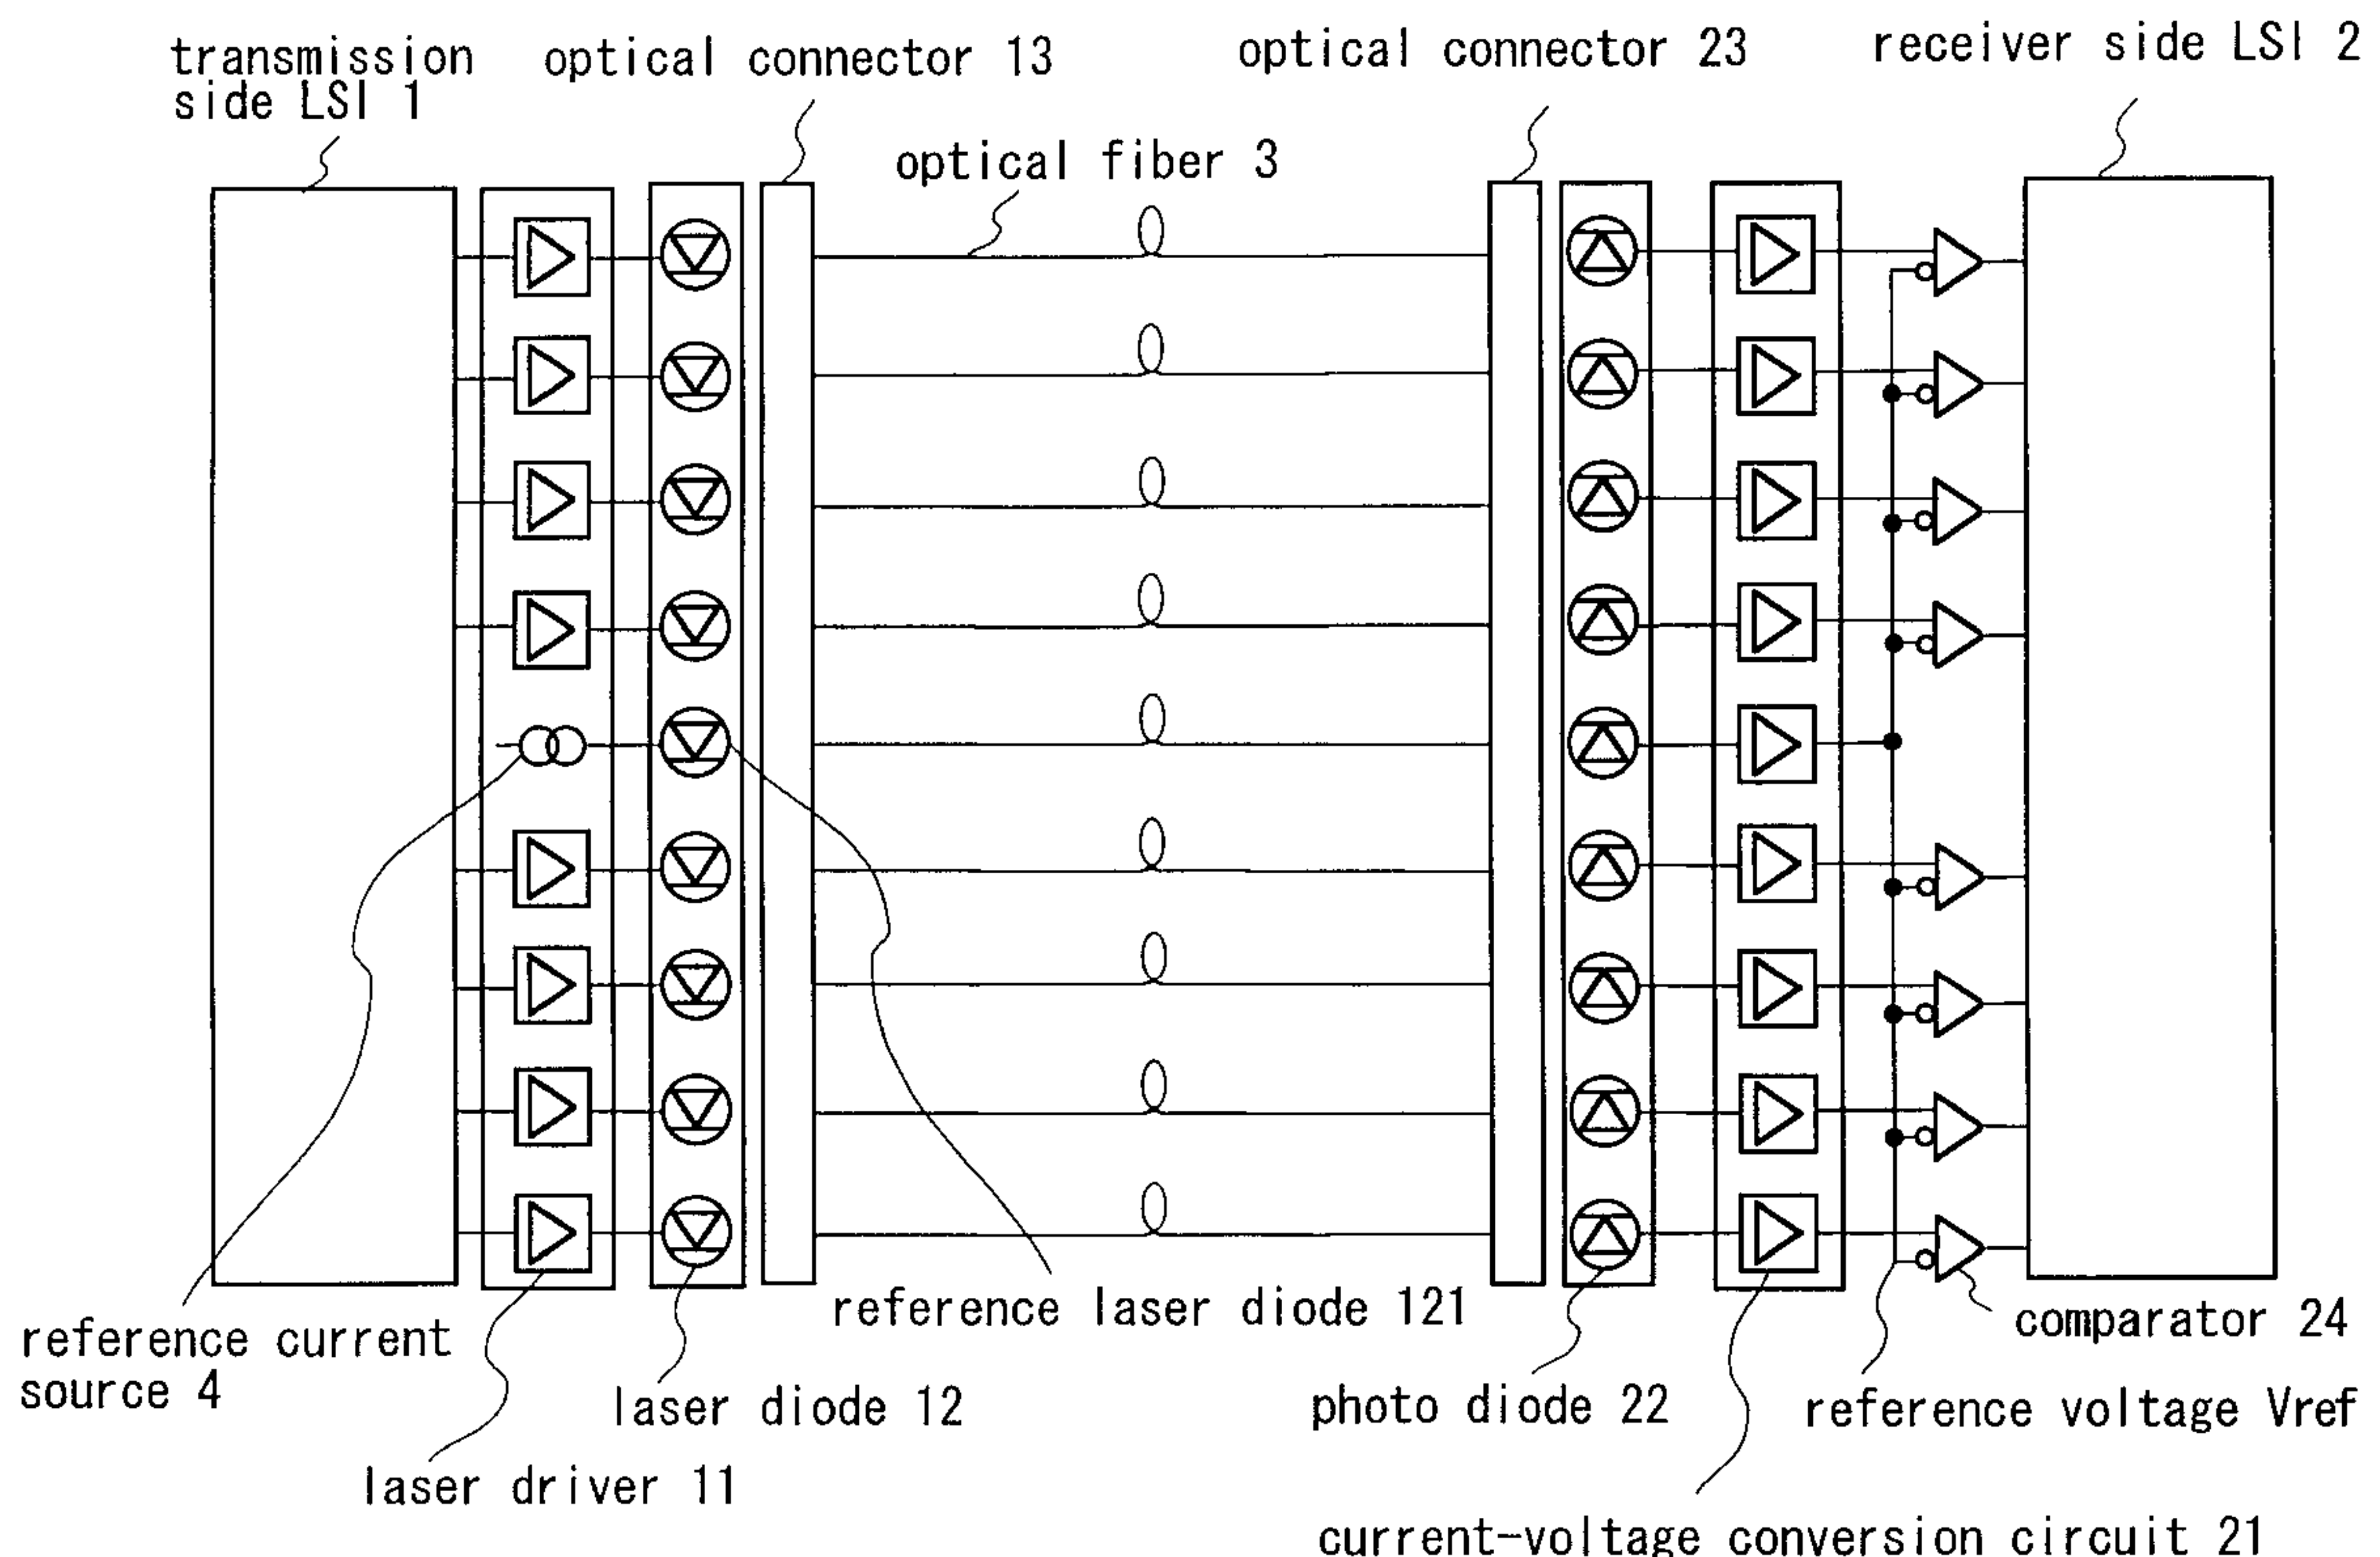 transmission
side LSI 1
optical connector 13
optical connector 23
receiver side LSI 2
optical fiber 3
reference current
source 4
reference laser diode 121
comparator 24
laser diode 12
photo diode 22
reference voltage Vref
laser driver 11
current-voltage conversion circuit 21